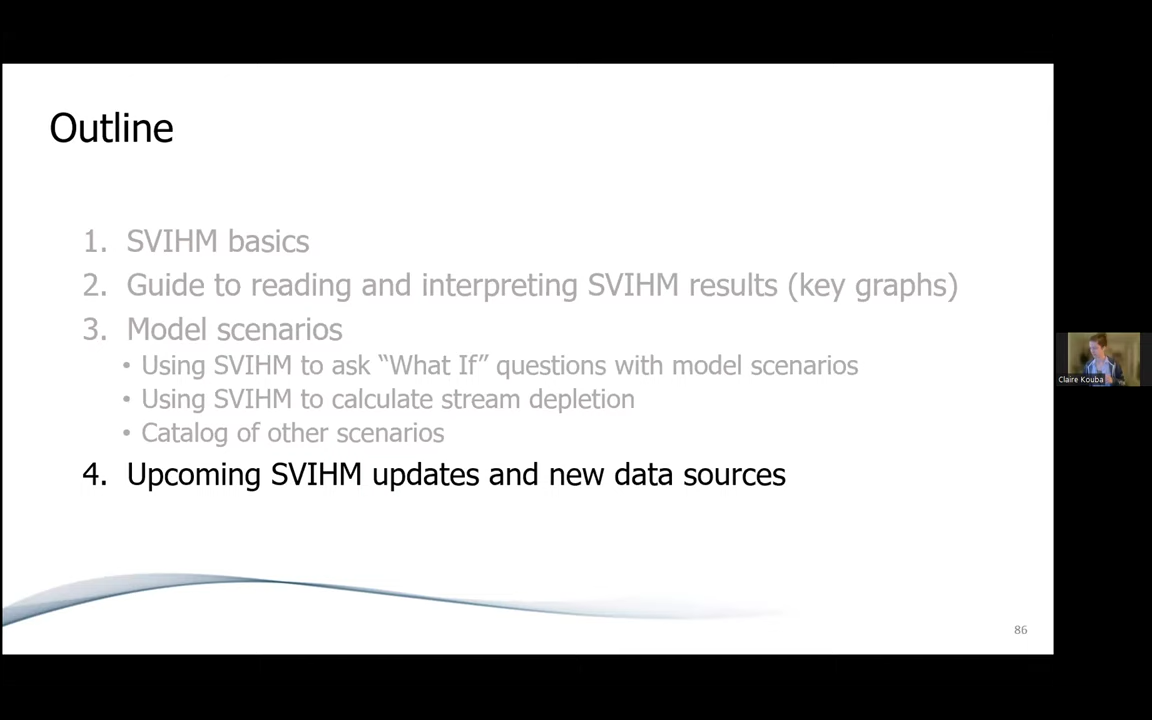 Outline
1. SVIHM basics
2. Guide to reading and interpreting SVIHM results (key graphs)
3. Model scenarios
• Using SVIHM to ask “What If” questions with model scenarios
• Using SVIHM to calculate stream depletion
• Catalog of other scenarios
4. Upcoming SVIHM updates and new data sources
Claire Kouba
86